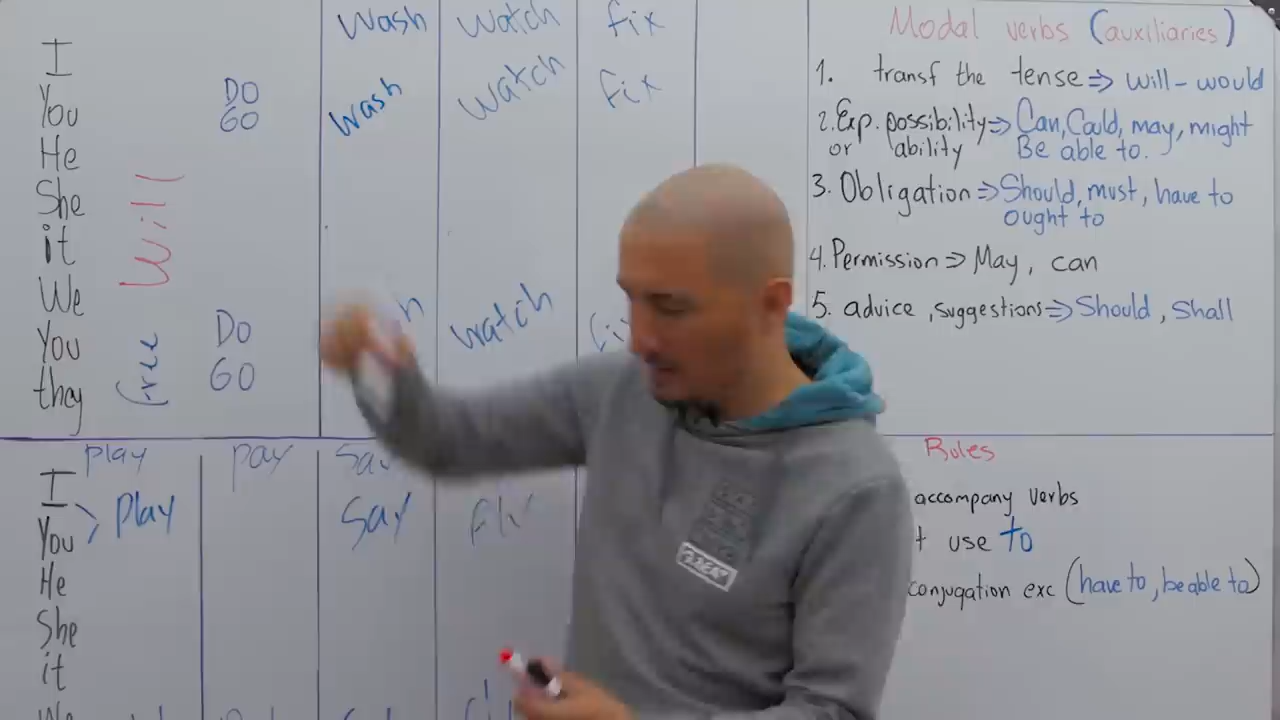 wash watch fix
I
You DO wash watch fix
GO
He
She
it
We
You Do watch
they GO
Will
free
play pay
I
Play Say
You
He
She
it
We
Modal verbs (auxiliaries)
1. transf the tense ⇒ will - would
2. Exp. possibility ⇒ Can, Could, may, might
or ability Be able to.
3. Obligation ⇒ Should, must, have to
ought to
4. Permission ⇒ May, can
5. advice, suggestions ⇒ Should, Shall
Rules
accompany verbs
use to
conjugation exc (have to, be able to)
GREAT